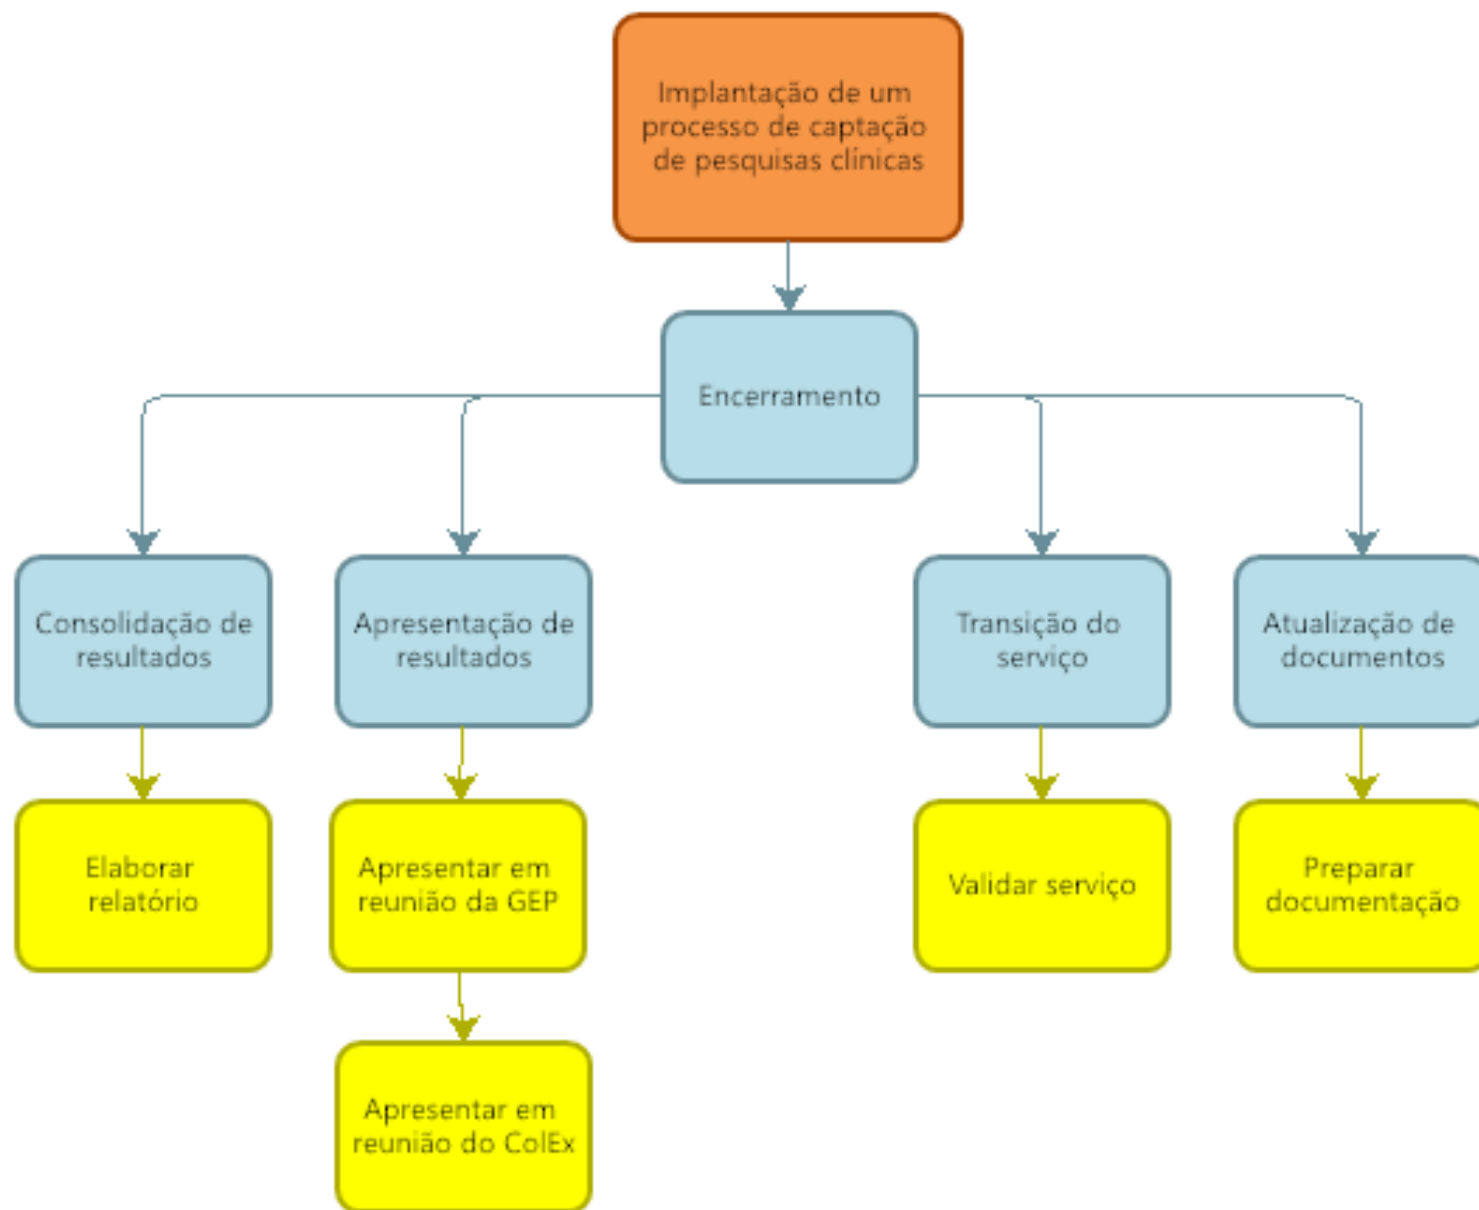 Implantação de um
processo de captação
de pesquisas clínicas
Encerramento
Consolidação de
resultados
Apresentação de
resultados
Transição do
serviço
Atualização de
documentos
Elaborar
relatório
Apresentar em
reunião da GEP
Validar serviço
Preparar
documentação
Apresentar em
reunião do ColEx